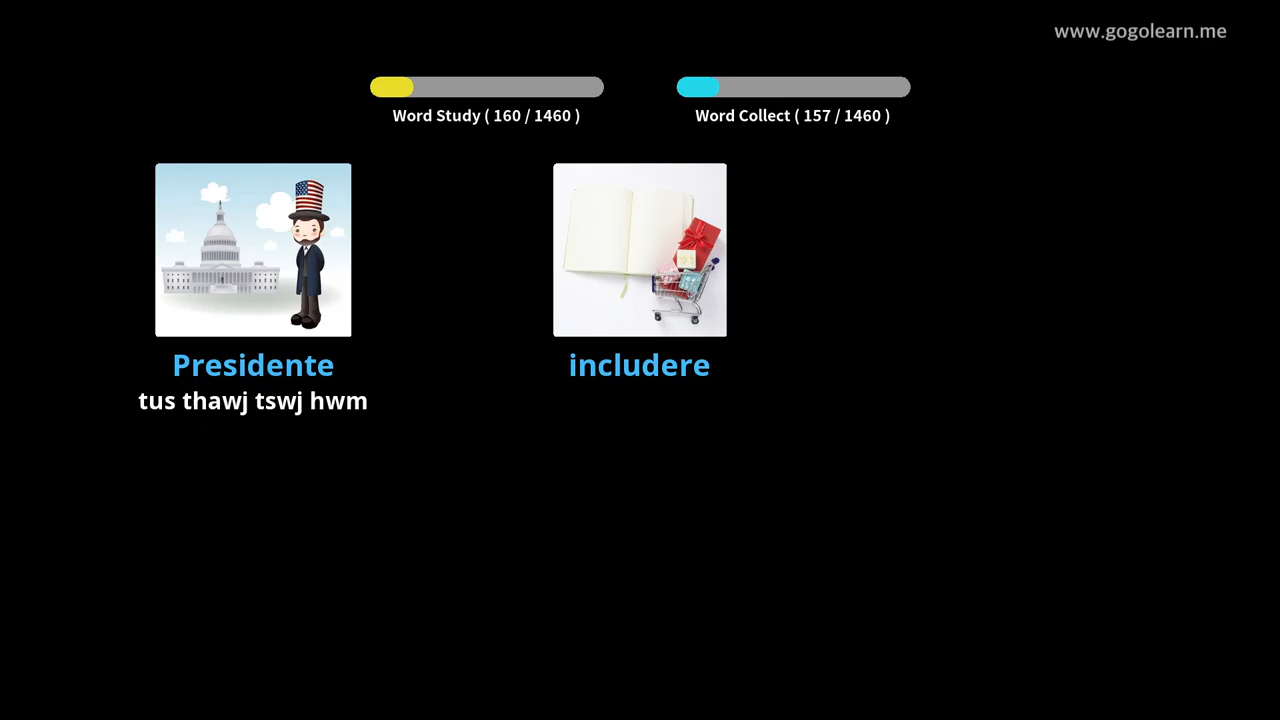 www.gogolearn.me
Word Study ( 160 / 1460 )
Word Collect ( 157 / 1460 )
Presidente
tus thawj tswj hwm
includere